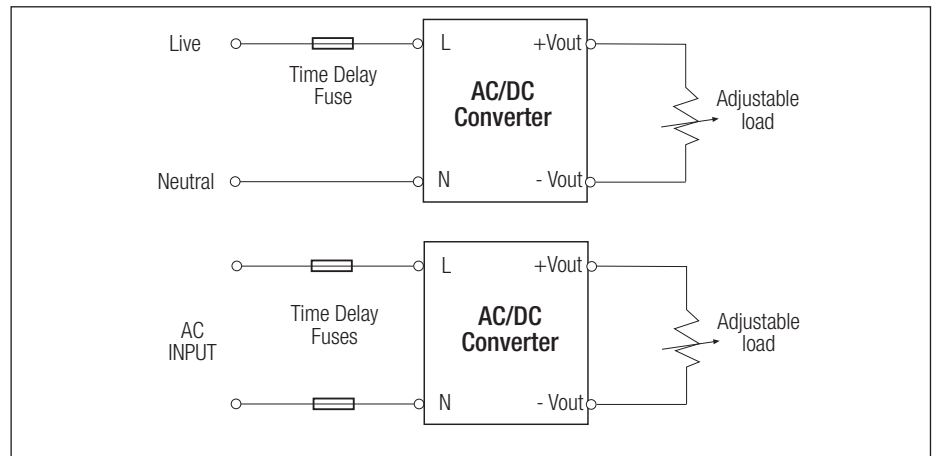 Live
Time Delay
Fuse
L
+Vout
AC/DC
Converter
Adjustable
load
Neutral
N
- Vout
L
+Vout
AC
INPUT
Time Delay
Fuses
AC/DC
Converter
Adjustable
load
N
- Vout